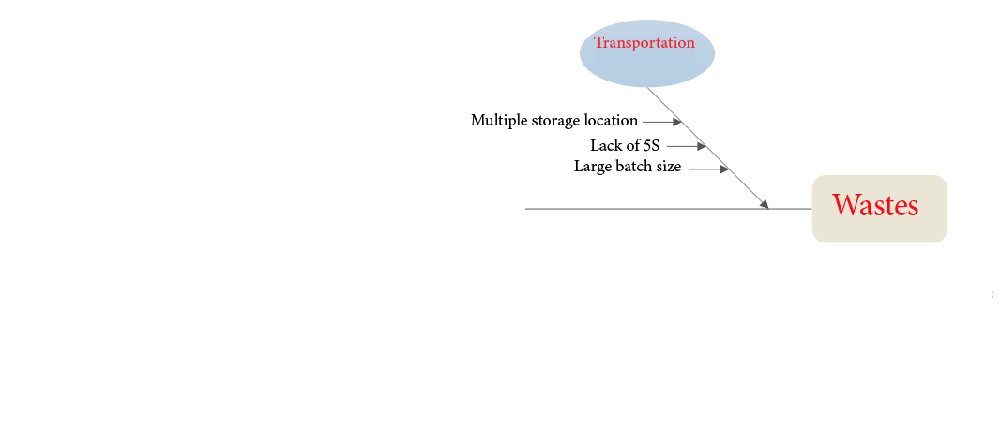 Transportation
Multiple storage location
Lack of 5S
Large batch size
Wastes